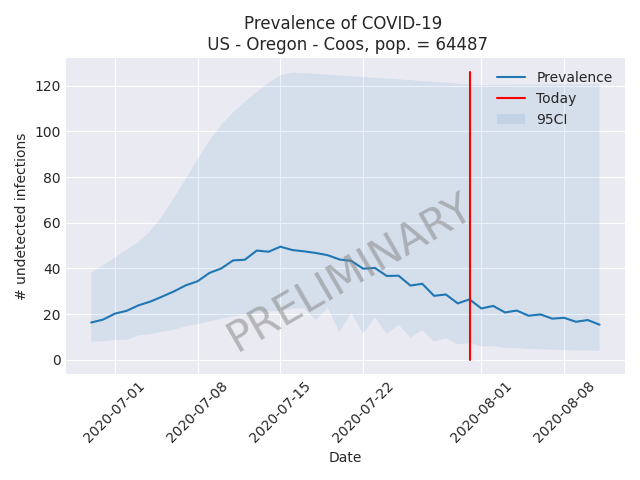 Prevalence of COVID-19
US - Oregon - Coos, pop. = 64487
# undetected infections
120
100
80
60
40
20
0
Prevalence
Today
95CI
PRELIMINARY
2020-07-01
2020-07-08
2020-07-15
2020-07-22
2020-08-01
2020-08-08
Date